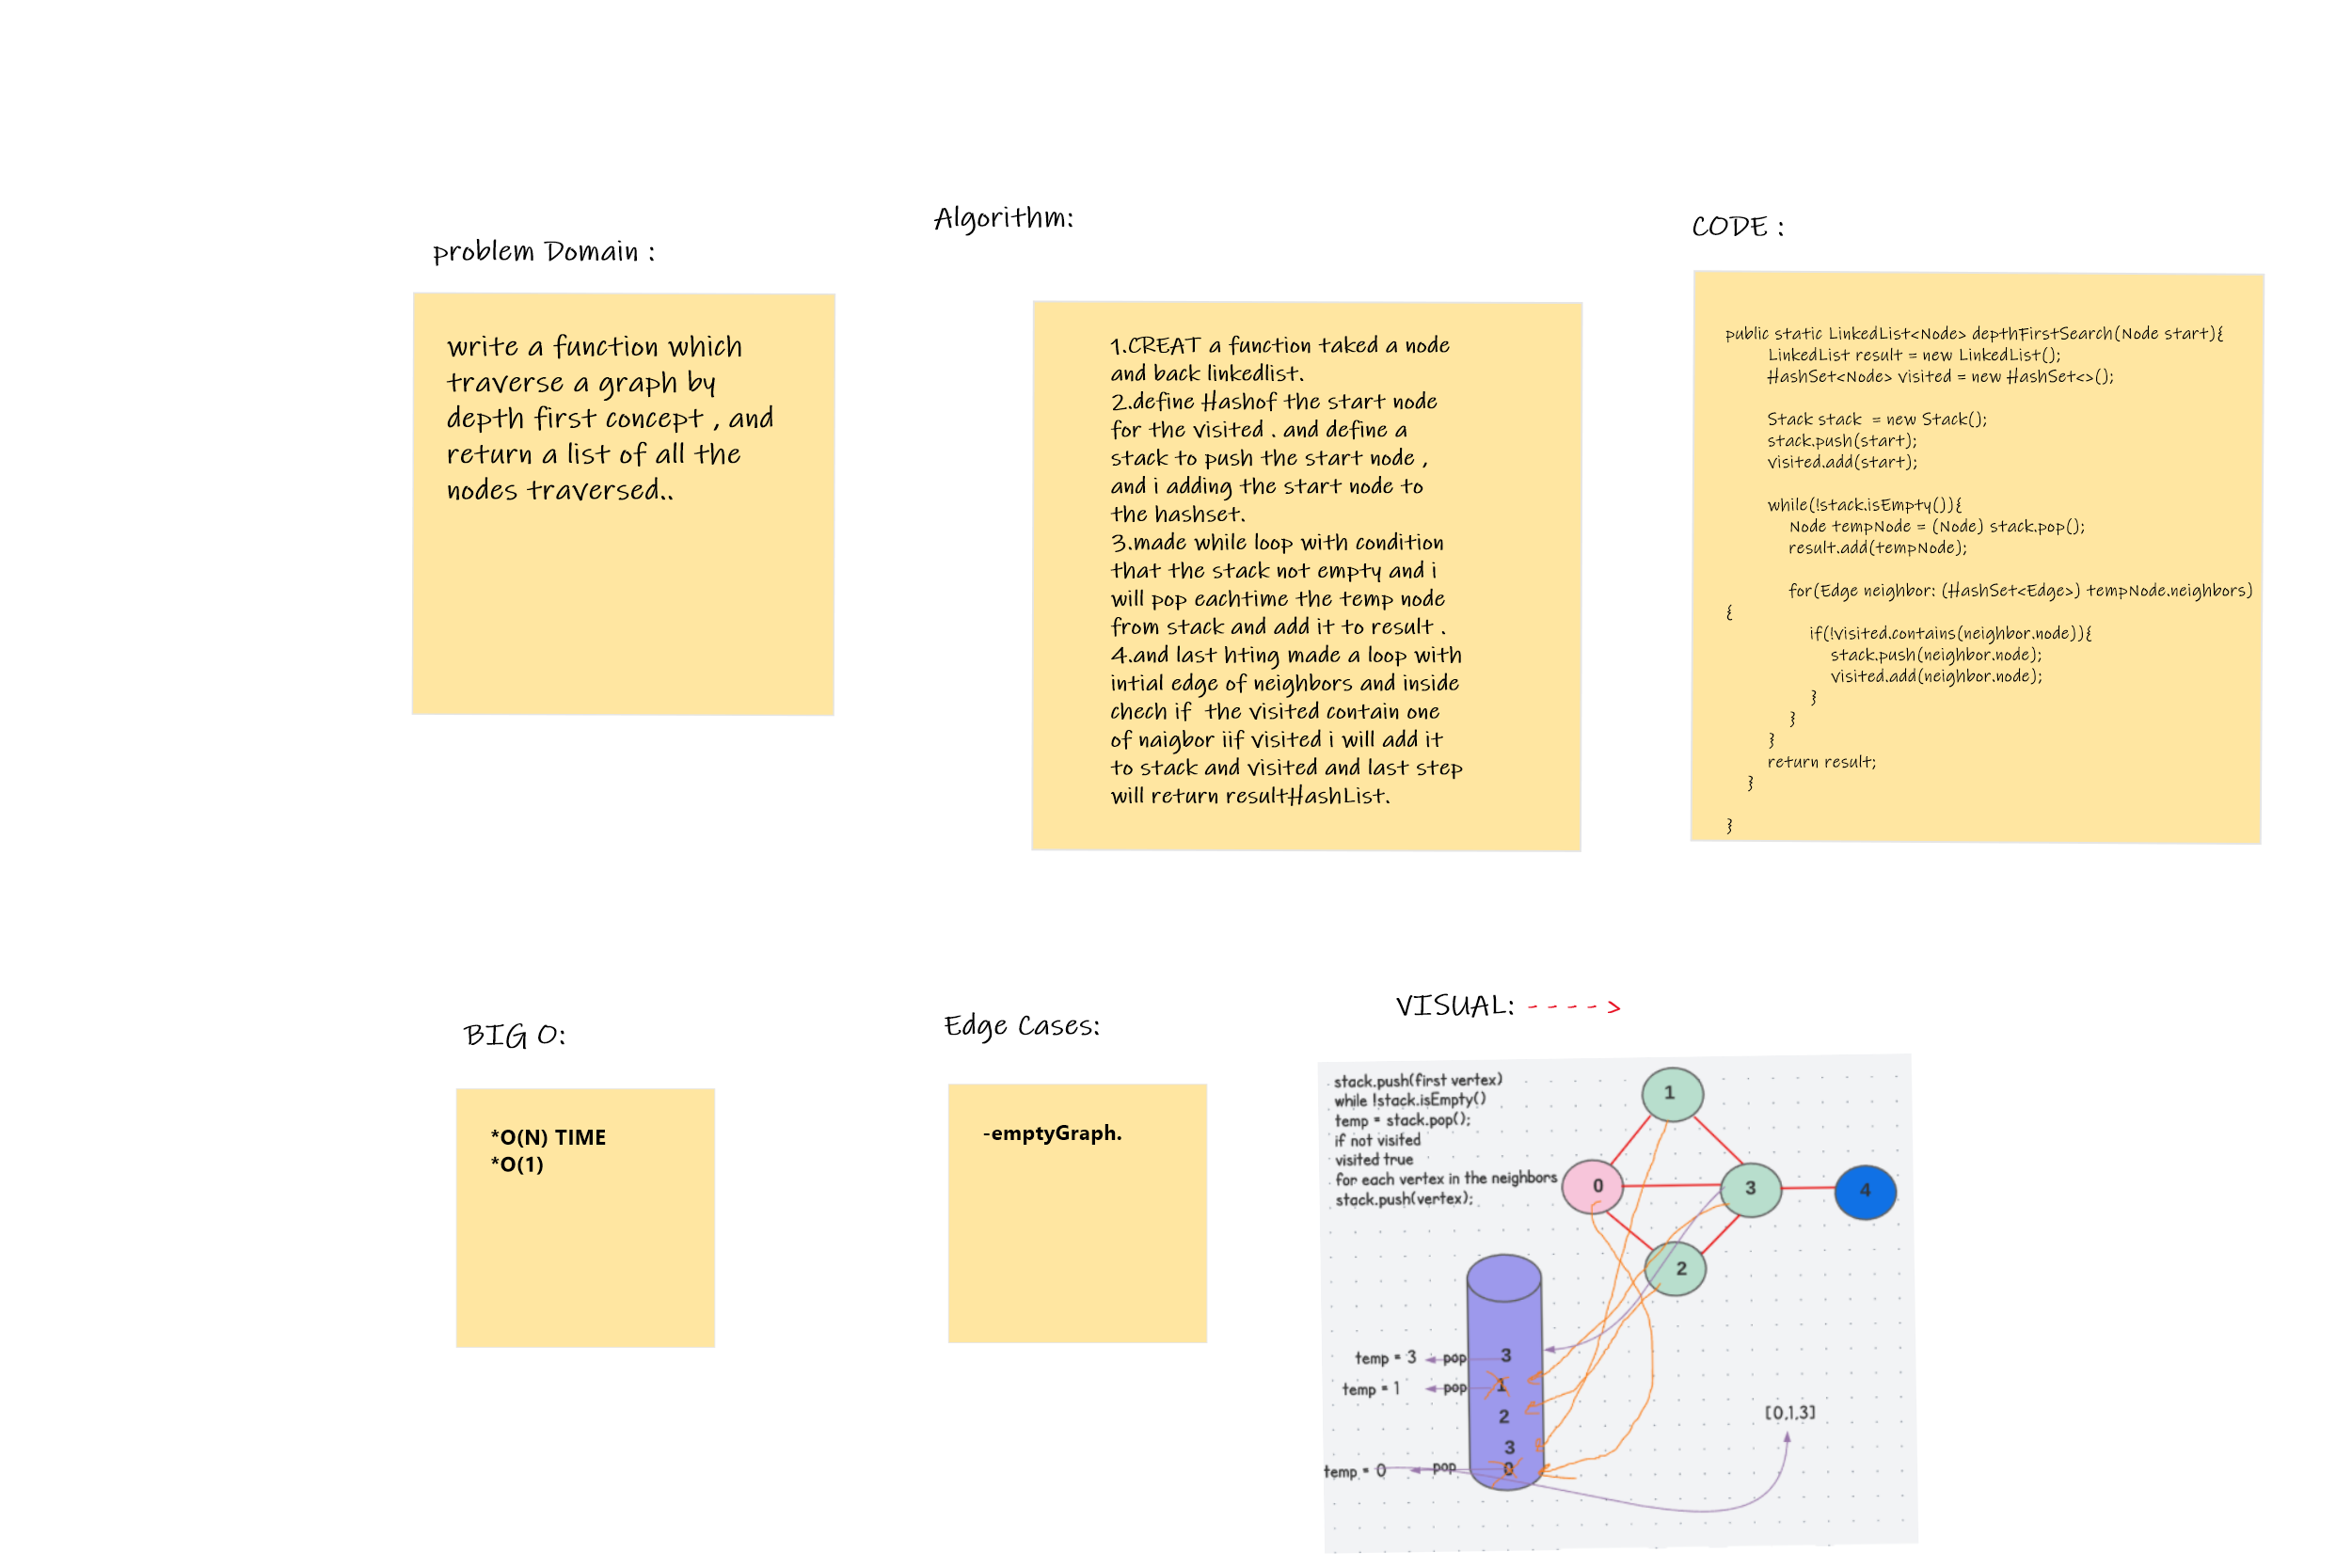 problem Domain :
write a function which
traverse a graph by
depth first concept , and
return a list of all the
nodes traversed..
Algorithm:
1.CREAT a function taked a node
and back linkedlist.
2.define Hashof the start node
for the visited . and define a
stack to push the start node ,
and i adding the start node to
the hashset.
3.made while loop with condition
that the stack not empty and i
will pop eachtime the temp node
from stack and add it to result .
4.and last hting made a loop with
intial edge of neighbors and inside
chech if  the visited contain one
of naigbor iif visited i will add it
to stack and visited and last step
will return resultHashList.
CODE :
public static LinkedList<Node> depthFirstSearch(Node start){
LinkedList result = new LinkedList();
HashSet<Node> visited = new HashSet<>();
Stack stack  = new Stack();
stack.push(start);
visited.add(start);
while(!stack.isEmpty()){
Node tempNode = (Node) stack.pop();
result.add(tempNode);
for(Edge neighbor: (HashSet<Edge>) tempNode.neighbors)
{
if(!visited.contains(neighbor.node)){
stack.push(neighbor.node);
visited.add(neighbor.node);
}
}
}
return result;
}
}
BIG O:
*O(N) TIME
*O(1)
Edge Cases:
-emptyGraph.
VISUAL:
stack.push(first vertex)
while !stack.isEmpty()
temp = stack.pop();
if not visited
visited true
for each vertex in the neighbors
stack.push(vertex);
1
0
3
4
2
temp = 3 pop 3
temp = 1 pop 1
2
3
temp = 0 pop 0
[0,1,3]